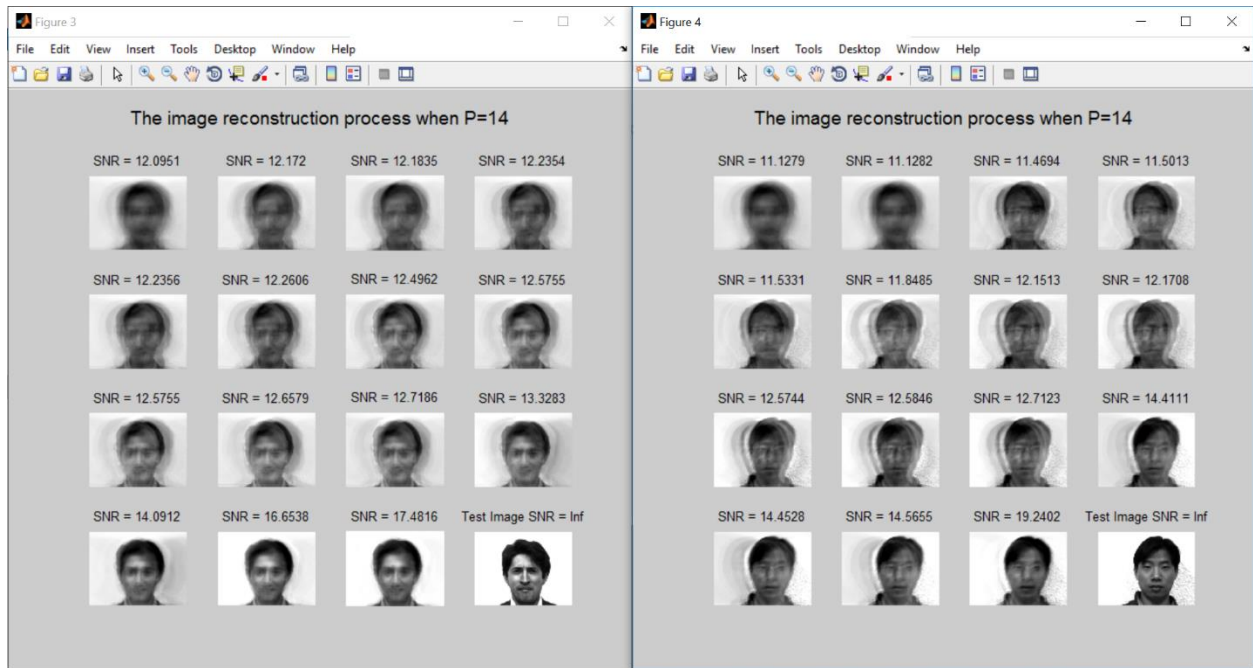 Figure 3
File Edit View Insert Tools Desktop Window Help
The image reconstruction process when P=14
SNR = 12.0951 SNR = 12.172 SNR = 12.1835 SNR = 12.2354
SNR = 12.2356 SNR = 12.2606 SNR = 12.4962 SNR = 12.5755
SNR = 12.5755 SNR = 12.6579 SNR = 12.7186 SNR = 13.3283
SNR = 14.0912 SNR = 16.6538 SNR = 17.4816 Test Image SNR = Inf
Figure 4
File Edit View Insert Tools Desktop Window Help
The image reconstruction process when P=14
SNR = 11.1279 SNR = 11.1282 SNR = 11.4694 SNR = 11.5013
SNR = 11.5331 SNR = 11.8485 SNR = 12.1513 SNR = 12.1708
SNR = 12.5744 SNR = 12.5846 SNR = 12.7123 SNR = 14.4111
SNR = 14.4528 SNR = 14.5655 SNR = 19.2402 Test Image SNR = Inf